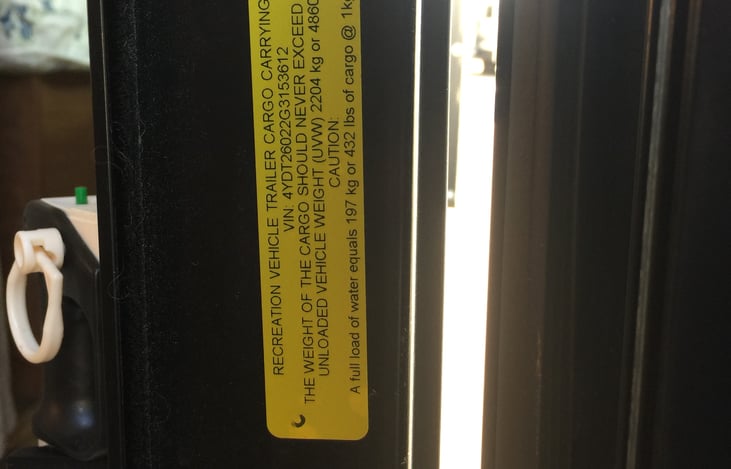 RECREATION VEHICLE TRAILER CARGO CARRYING
VIN: 4YDT26022G3153612
THE WEIGHT OF THE CARGO SHOULD NEVER EXCEED
UNLOADED VEHICLE WEIGHT (UVW) 2204 kg or 4860
CAUTION:
A full load of water equals 197 kg or 432 lbs of cargo @ 1kg